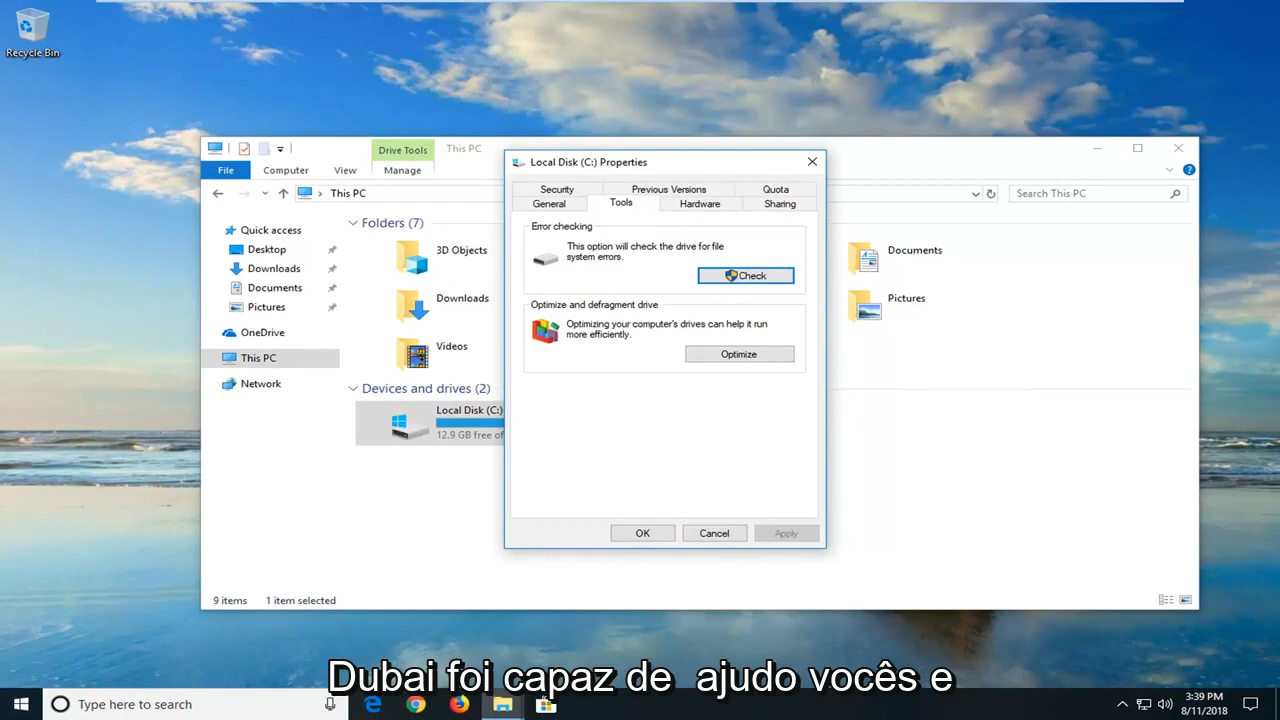 Recycle Bin
Drive Tools
This PC
File
Computer
View
Manage
This PC
Search This PC
Quick access
Desktop
Downloads
Documents
Pictures
OneDrive
This PC
Network
Folders (7)
3D Objects
Downloads
Videos
Documents
Pictures
Devices and drives (2)
Local Disk (C:)
12.9 GB free of
9 items
1 item selected
Local Disk (C:) Properties
Security
Previous Versions
Quota
General
Tools
Hardware
Sharing
Error checking
This option will check the drive for file
system errors.
Check
Optimize and defragment drive
Optimizing your computer's drives can help it run
more efficiently.
Optimize
OK
Cancel
Apply
Dubai foi capaz de ajudo vocês e
Type here to search
3:39 PM
8/11/2018